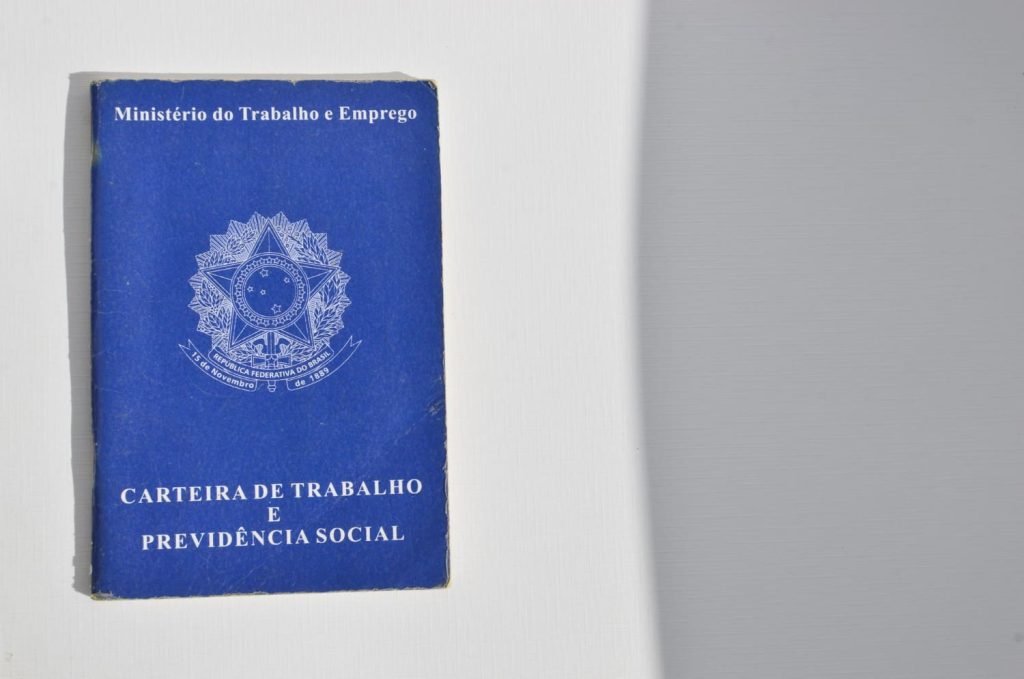 Ministério do Trabalho e Emprego
REPÚBLICA FEDERATIVA DO BRASIL
15 de Novembro de 1889
CARTEIRA DE TRABALHO
E
PREVIDÊNCIA SOCIAL